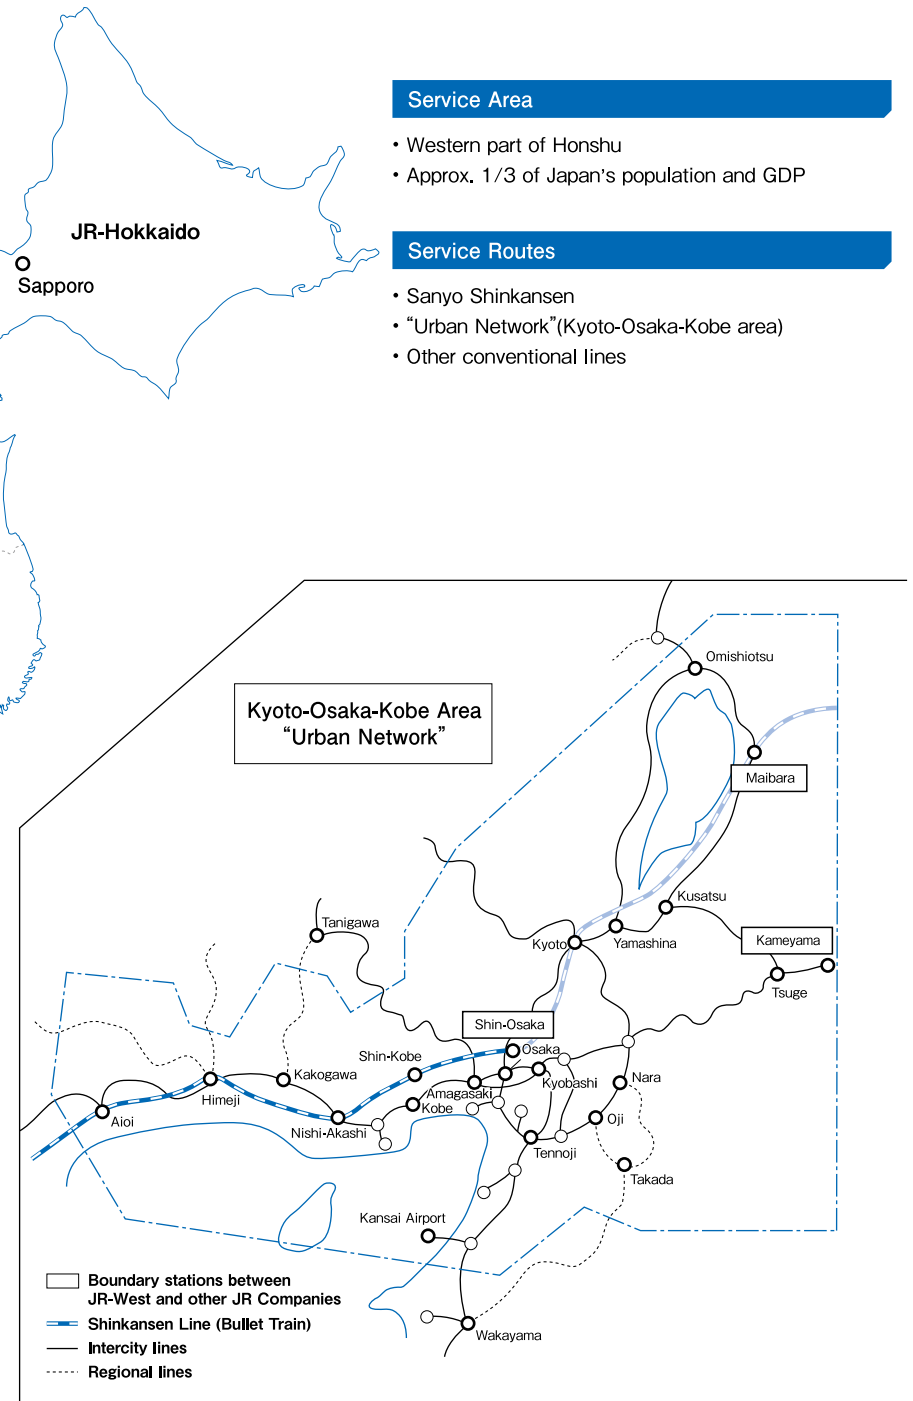 Service Area
• Western part of Honshu
• Approx. 1/3 of Japan's population and GDP
JR-Hokkaido
Sapporo
Service Routes
• Sanyo Shinkansen
• “Urban Network”(Kyoto-Osaka-Kobe area)
• Other conventional lines
Kyoto-Osaka-Kobe Area
“Urban Network”
Omishiotsu
Maibara
Kusatsu
Tanigawa
Kyoto
Yamashina
Kameyama
Tsuge
Shin-Osaka
Osaka
Shin-Kobe
Kakogawa
Himeji
Amagasaki
Kyobashi
Nara
Kobe
Aioi
Nishi-Akashi
Oji
Tennoji
Takada
Kansai Airport
Wakayama
Boundary stations between
JR-West and other JR Companies
Shinkansen Line (Bullet Train)
Intercity lines
Regional lines